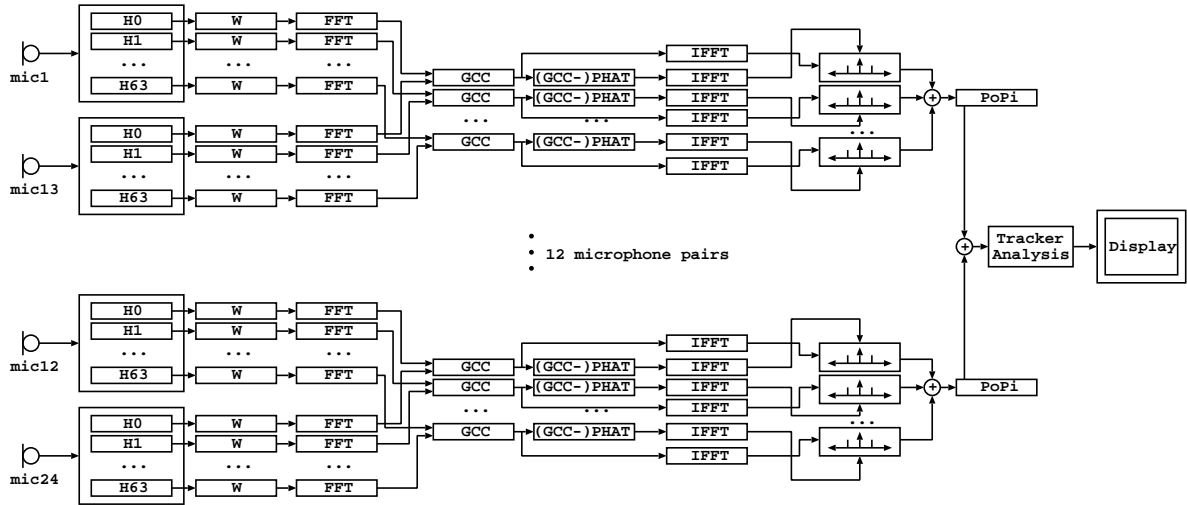 H0 W FFT
H1 W FFT
... ... ...
H63 W FFT
mic1
H0 W FFT
H1 W FFT
... ... ...
H63 W FFT
mic13
IFFT
GCC (GCC-)PHAT IFFT
GCC (GCC-)PHAT IFFT
... ... IFFT
GCC (GCC-)PHAT IFFT
IFFT
...
+ PoPi
12 microphone pairs
+ Tracker Analysis Display
H0 W FFT
H1 W FFT
... ... ...
H63 W FFT
mic12
H0 W FFT
H1 W FFT
... ... ...
H63 W FFT
mic24
IFFT
GCC (GCC-)PHAT IFFT
GCC (GCC-)PHAT IFFT
... ... IFFT
GCC (GCC-)PHAT IFFT
IFFT
...
+ PoPi